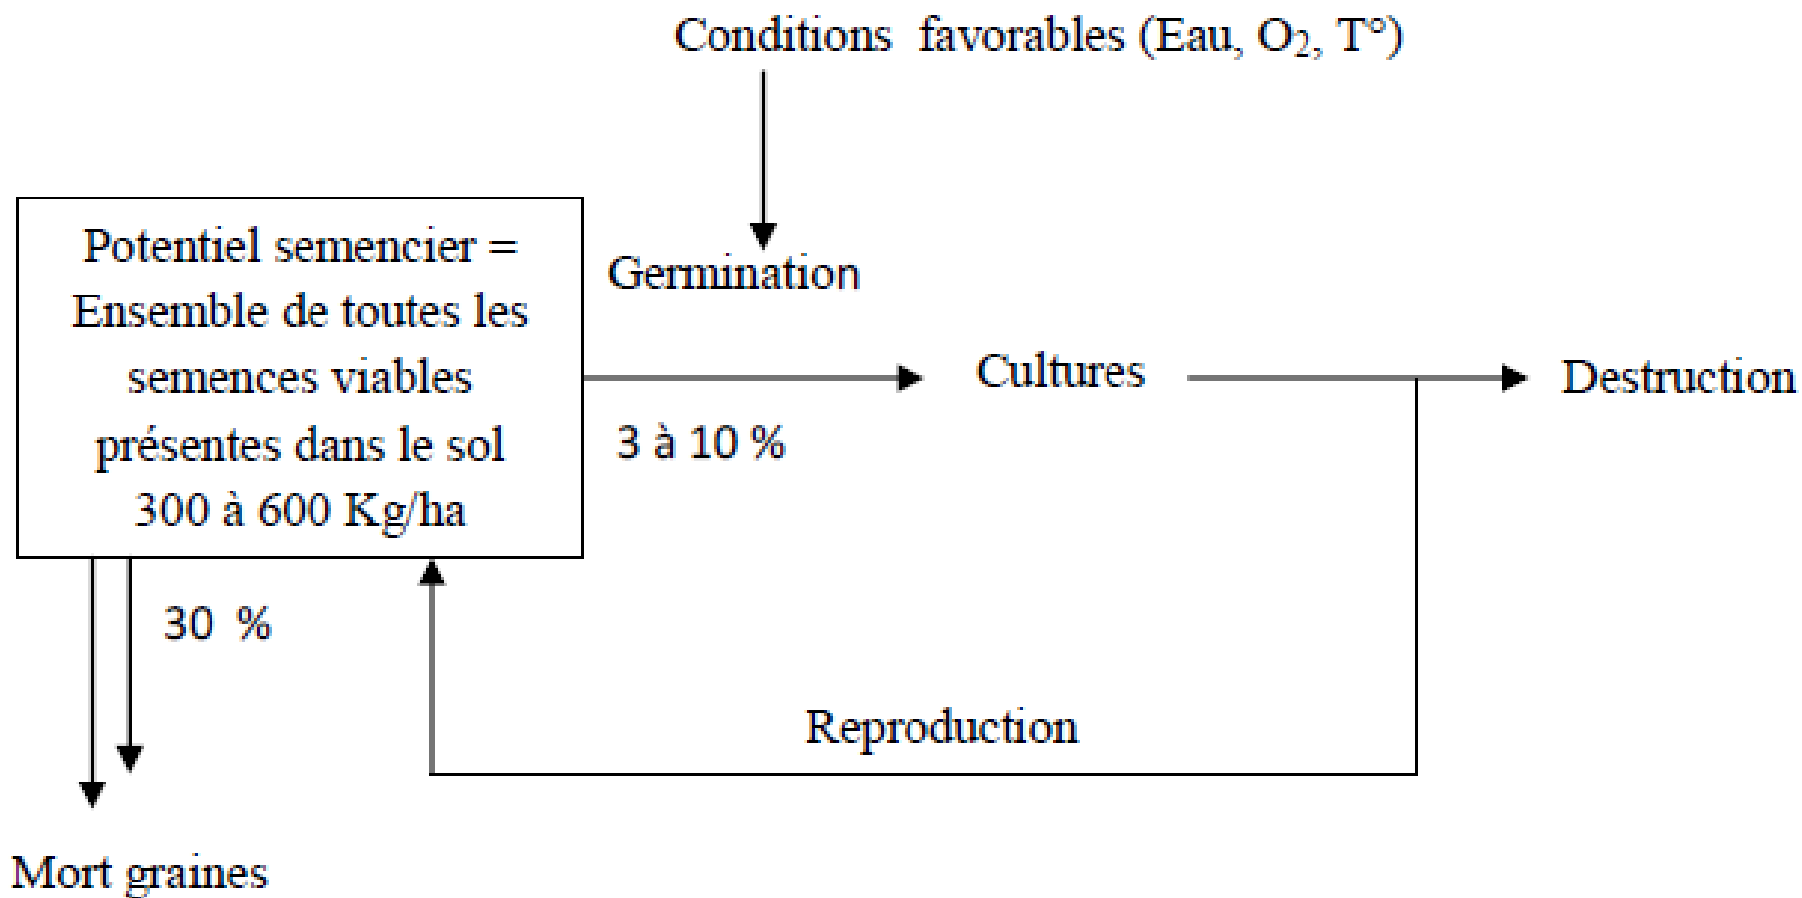 Conditions favorables (Eau, O₂, T°)
Potentiel semencier =
Ensemble de toutes les
semences viables
présentes dans le sol
300 à 600 Kg/ha
Germination
Cultures
Destruction
3 à 10 %
30 %
Reproduction
Mort graines